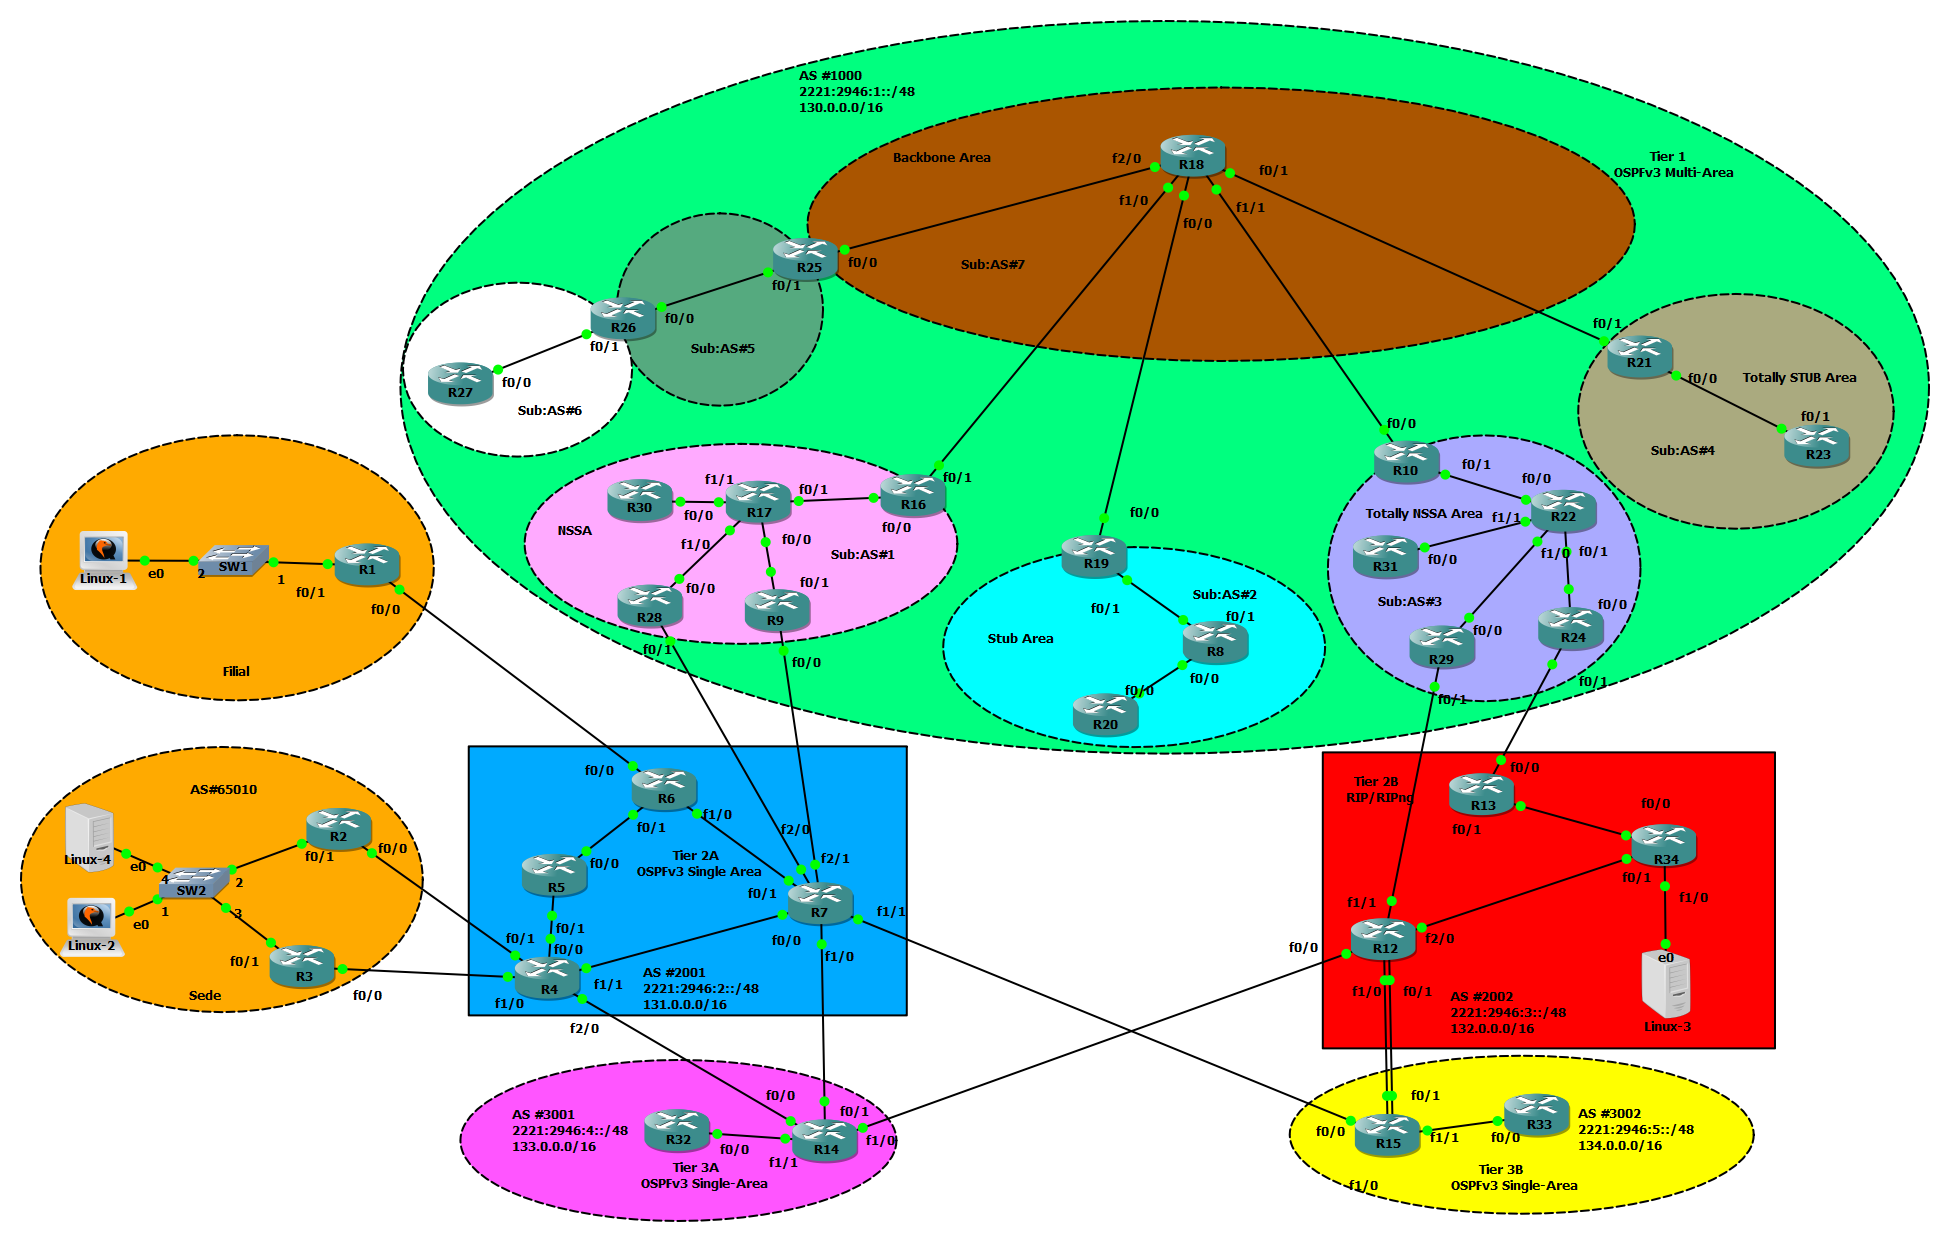 AS #1000
2221:2946:1::/48
130.0.0.0/16
Backbone Area
R18
f2/0
f0/1
f1/0
f0/0
f1/1
Tier 1
OSPFv3 Multi-Area
Sub:AS#7
R25
f0/0
f0/1
R26
f0/0
f0/1
Sub:AS#5
R27
f0/0
Sub:AS#6
f0/1
R21
f0/0
Totally STUB Area
f0/1
R23
Sub:AS#4
NSSA
R30
f0/0
f1/1
R17
f0/1
f1/0
f0/0
R16
f0/1
f0/0
Sub:AS#1
f0/0
R28
f0/1
f0/1
R9
f0/0
f0/0
R19
f0/1
Sub:AS#2
f0/1
R8
f0/0
Stub Area
f0/0
R20
f0/0
R10
f0/1
f0/0
R22
Totally NSSA Area
f1/1
f1/0
f0/1
R31
f0/0
Sub:AS#3
f0/0
R29
f0/1
f0/0
R24
f0/1
Linux-1
e0
2
SW1
1
f0/1
R1
f0/0
Filial
AS#65010
Linux-4
e0
4
SW2
2
1
3
e0
Linux-2
R2
f0/1
f0/0
f0/1
R3
f0/0
Sede
f0/0
R6
f0/1
f1/0
f0/0
R5
f0/1
Tier 2A
OSPFv3 Single Area
f2/0
f2/1
f0/1
R7
f1/1
f0/0
f1/0
f0/1
f0/0
R4
f1/0
f1/1
f2/0
AS #2001
2221:2946:2::/48
131.0.0.0/16
Tier 2B
RIP/RIPng
f0/0
R13
f0/1
f0/0
R34
f0/1
f1/0
f1/1
R12
f0/0
f2/0
f1/0
f0/1
e0
Linux-3
AS #2002
2221:2946:3::/48
132.0.0.0/16
AS #3001
2221:2946:4::/48
133.0.0.0/16
R32
f0/0
f0/0
f0/1
R14
f1/0
f1/1
Tier 3A
OSPFv3 Single-Area
f0/1
f0/0
R15
f1/1
f1/0
R33
f0/0
AS #3002
2221:2946:5::/48
134.0.0.0/16
Tier 3B
OSPFv3 Single-Area